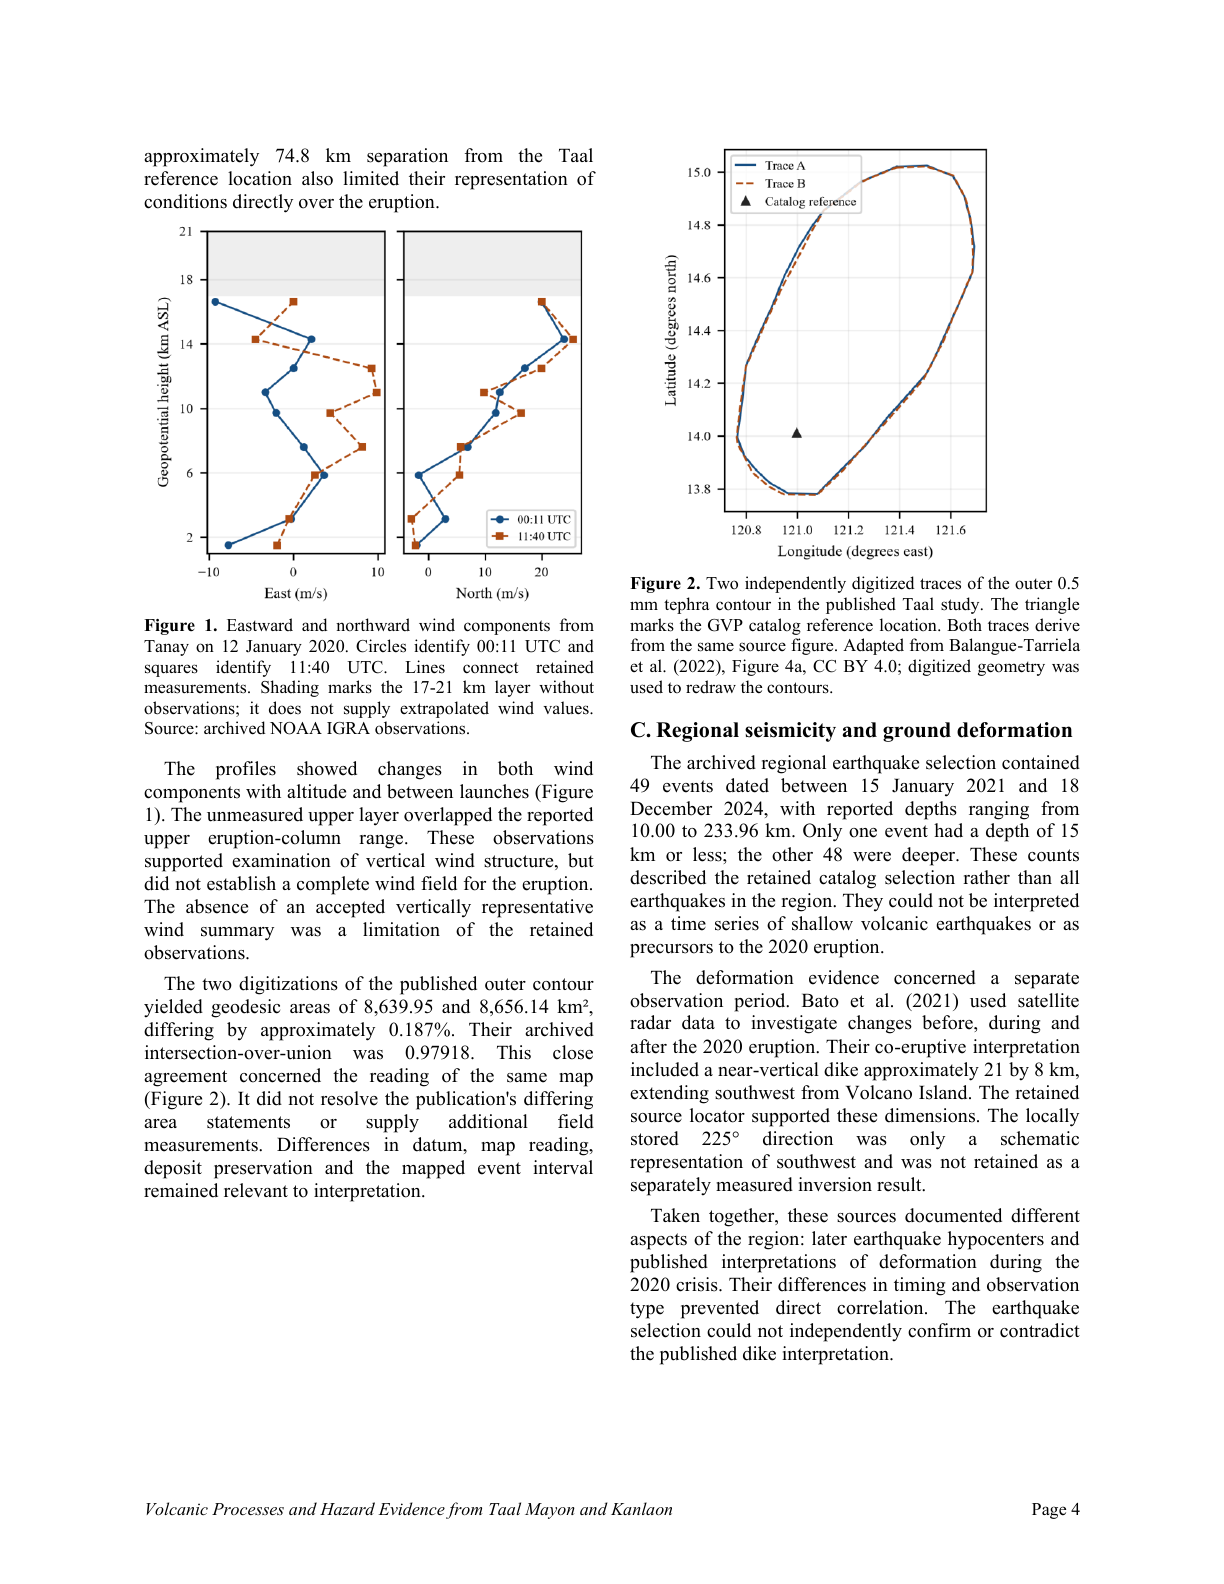 approximately 74.8 km separation from the Taal
reference location also limited their representation of
conditions directly over the eruption.
21
18
14
10
6
2
Geopotential height (km ASL)
−10 0 10
East (m/s)
0 10 20
North (m/s)
00:11 UTC
11:40 UTC
Figure 1. Eastward and northward wind components from
Tanay on 12 January 2020. Circles identify 00:11 UTC and
squares identify 11:40 UTC. Lines connect retained
measurements. Shading marks the 17-21 km layer without
observations; it does not supply extrapolated wind values.
Source: archived NOAA IGRA observations.
The profiles showed changes in both wind
components with altitude and between launches (Figure
1). The unmeasured upper layer overlapped the reported
upper eruption-column range. These observations
supported examination of vertical wind structure, but
did not establish a complete wind field for the eruption.
The absence of an accepted vertically representative
wind summary was a limitation of the retained
observations.
The two digitizations of the published outer contour
yielded geodesic areas of 8,639.95 and 8,656.14 km²,
differing by approximately 0.187%. Their archived
intersection-over-union was 0.97918. This close
agreement concerned the reading of the same map
(Figure 2). It did not resolve the publication's differing
area statements or supply additional field
measurements. Differences in datum, map reading,
deposit preservation and the mapped event interval
remained relevant to interpretation.
Trace A
Trace B
Catalog reference
15.0
14.8
14.6
14.4
14.2
14.0
13.8
Latitude (degrees north)
120.8 121.0 121.2 121.4 121.6
Longitude (degrees east)
Figure 2. Two independently digitized traces of the outer 0.5
mm tephra contour in the published Taal study. The triangle
marks the GVP catalog reference location. Both traces derive
from the same source figure. Adapted from Balangue-Tarriela
et al. (2022), Figure 4a, CC BY 4.0; digitized geometry was
used to redraw the contours.
C. Regional seismicity and ground deformation
The archived regional earthquake selection contained
49 events dated between 15 January 2021 and 18
December 2024, with reported depths ranging from
10.00 to 233.96 km. Only one event had a depth of 15
km or less; the other 48 were deeper. These counts
described the retained catalog selection rather than all
earthquakes in the region. They could not be interpreted
as a time series of shallow volcanic earthquakes or as
precursors to the 2020 eruption.
The deformation evidence concerned a separate
observation period. Bato et al. (2021) used satellite
radar data to investigate changes before, during and
after the 2020 eruption. Their co-eruptive interpretation
included a near-vertical dike approximately 21 by 8 km,
extending southwest from Volcano Island. The retained
source locator supported these dimensions. The locally
stored 225° direction was only a schematic
representation of southwest and was not retained as a
separately measured inversion result.
Taken together, these sources documented different
aspects of the region: later earthquake hypocenters and
published interpretations of deformation during the
2020 crisis. Their differences in timing and observation
type prevented direct correlation. The earthquake
selection could not independently confirm or contradict
the published dike interpretation.
Volcanic Processes and Hazard Evidence from Taal Mayon and Kanlaon
Page 4